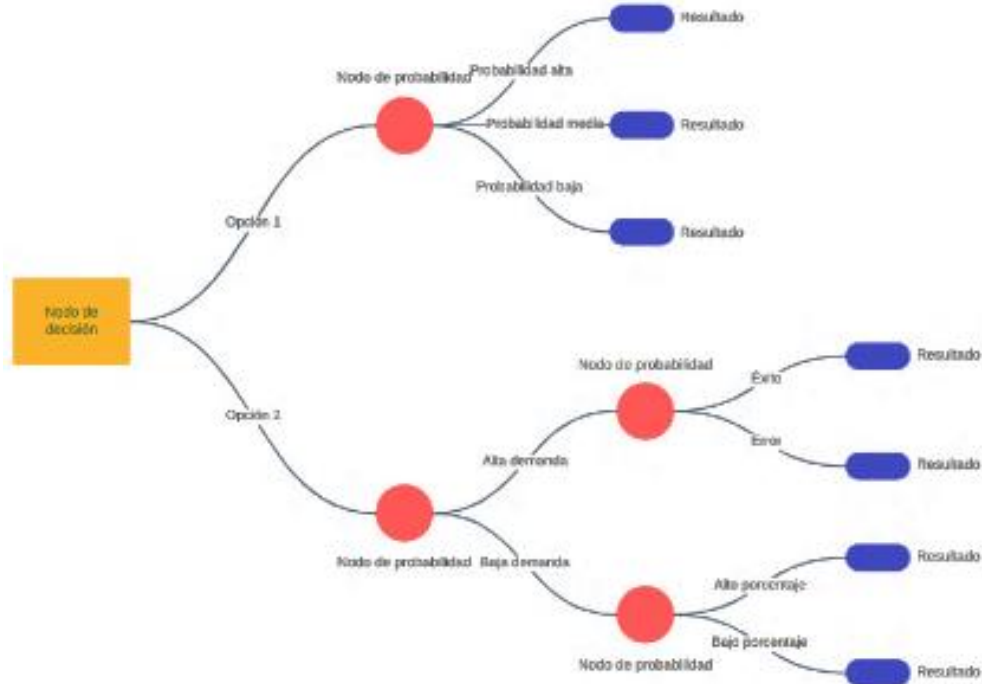 Resultado
Probabilidad alta
Nodo de probabilidad
Probabilidad media
Resultado
Probabilidad baja
Opción 1
Resultado
Nodo de
decisión
Resultado
Nodo de probabilidad
Éxito
Opción 2
Error
Alta demanda
Resultado
Nodo de probabilidad
Baja demanda
Resultado
Alto porcentaje
Bajo porcentaje
Nodo de probabilidad
Resultado